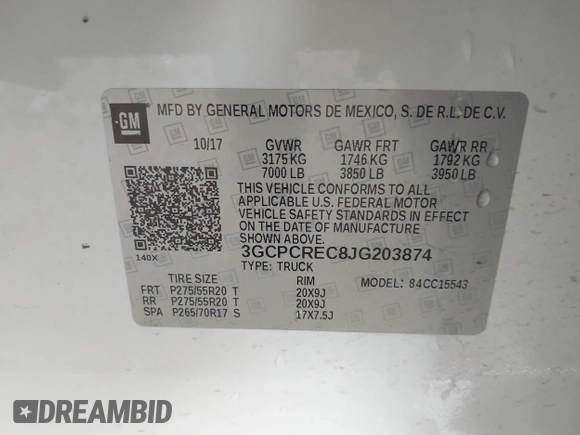 GM
MFD BY GENERAL MOTORS DE MEXICO, S. DE R.L. DE C.V.
10/17 GVWR GAWR FRT GAWR RR
3175 KG 1746 KG 1792 KG
7000 LB 3850 LB 3950 LB
THIS VEHICLE CONFORMS TO ALL
APPLICABLE U.S. FEDERAL MOTOR
VEHICLE SAFETY STANDARDS IN EFFECT
ON THE DATE OF MANUFACTURE
SHOWN ABOVE.
140X 3GCPCREC8JG203874
TYPE: TRUCK MODEL: 84CC15543
TIRE SIZE RIM
FRT P275/55R20 T 20X9J
RR P275/55R20 T 20X9J
SPA P265/70R17 S 17X7.5J
DREAMBID